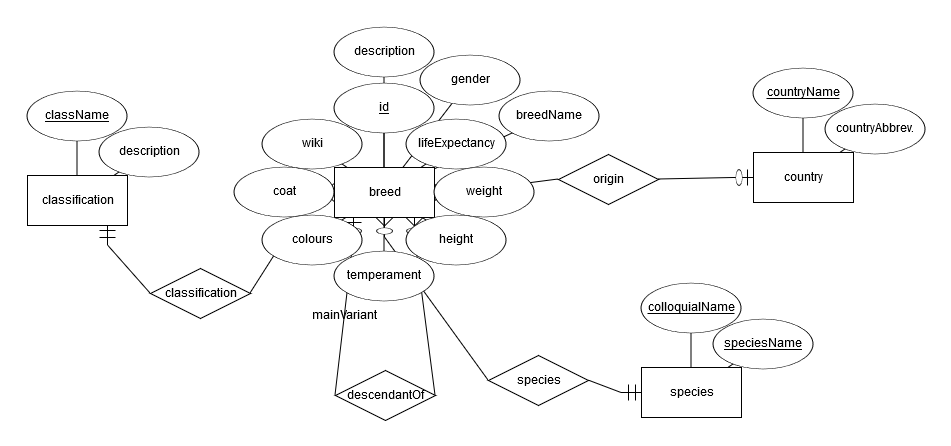 description
gender
countryName
id
className
breedName
countryAbbrev.
wiki
lifeExpectancy
description
origin
country
coat
breed
weight
classification
colours
height
temperament
classification
colloquialName
mainVariant
speciesName
species
species
descendantOf